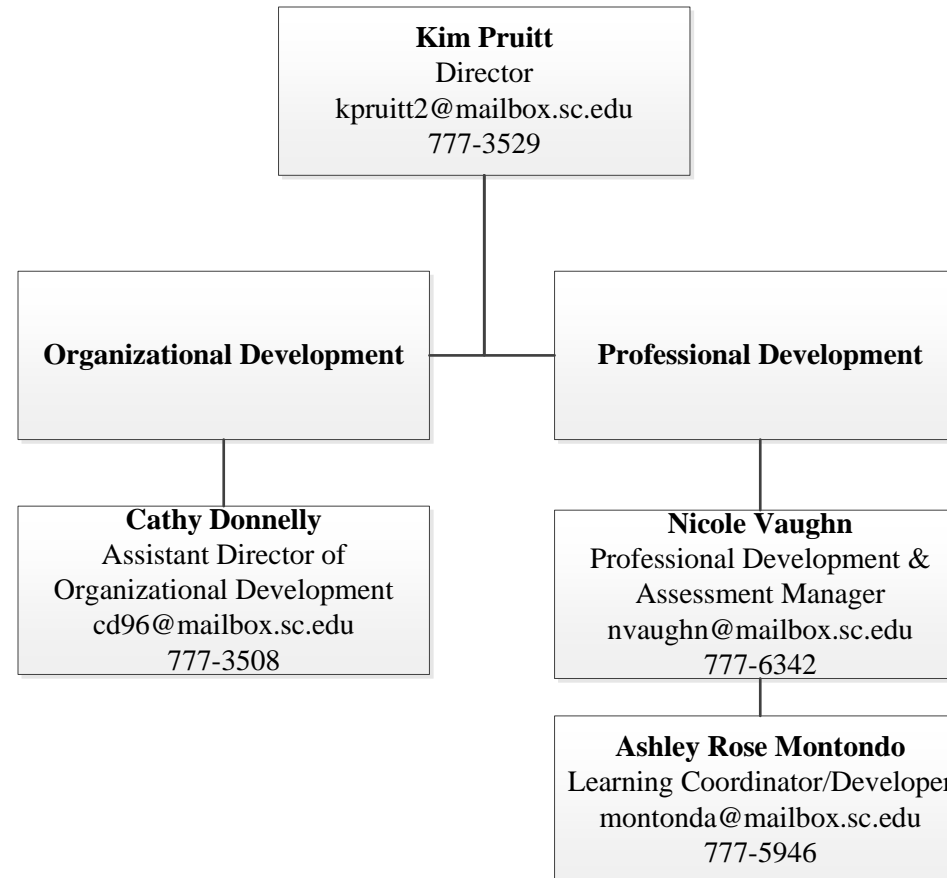 Kim Pruitt
Director
kpruitt2@mailbox.sc.edu
777-3529
Organizational Development
Professional Development
Cathy Donnelly
Assistant Director of
Organizational Development
cd96@mailbox.sc.edu
777-3508
Nicole Vaughn
Professional Development &
Assessment Manager
nvaughn@mailbox.sc.edu
777-6342
Ashley Rose Montondo
Learning Coordinator/Developer
montonda@mailbox.sc.edu
777-5946